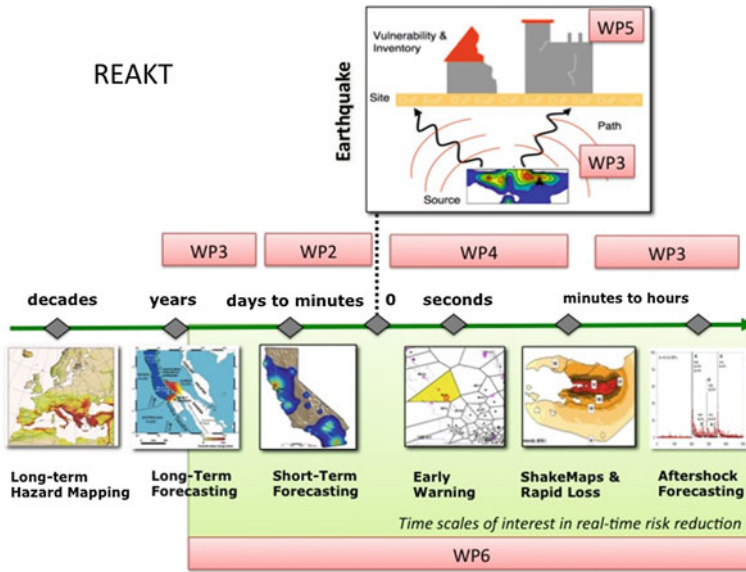 REAKT
Earthquake
Vulnerability &
Inventory
WP5
Site
Path
WP3
Source
WP3
WP2
WP4
WP3
decades
years
days to minutes
0
seconds
minutes to hours
Long-term
Hazard Mapping
Long-Term
Forecasting
Short-Term
Forecasting
Early
Warning
ShakeMaps &
Rapid Loss
Aftershock
Forecasting
Time scales of interest in real-time risk reduction
WP6